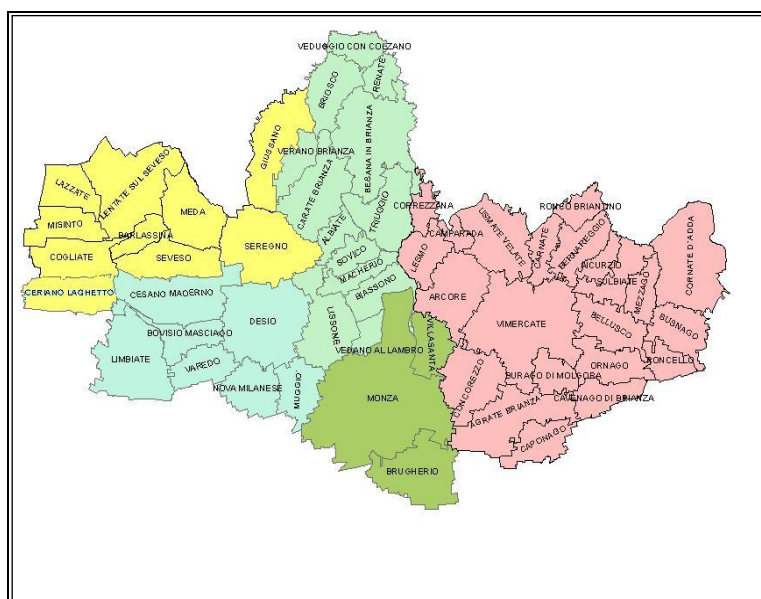 VEDUGGIO CON COLZANO
RENATE
BRIOSCO
GIUSSANO
VERANO BRIANZA
BESANA IN BRIANZA
CARATE BRIANZA
TRIUGGIO
ALBIATE
LAZZATE
LENTATE SUL SEVESO
MISINTO
MEDA
BARLASSINA
COGLIATE
SEVESO
SEREGNO
CERIANO LAGHETTO
CESANO MADERNO
SOVICO
MACHERIO
BIASSONO
LISSONE
DESIO
BOVISIO MASCIAGO
LIMBIATE
VAREDO
NOVA MILANESE
MUGGIO
VEDANO AL LAMBRO
VILLASANTA
MONZA
BRUGHERIO
CORREZZANA
CAMPARADA
LESMO
USMATE VELATE
CARNATE
RONCO BRIANTINO
BERNAREGGIO
AICURZIO
SULBIATE
MEZZAGO
CORNATE D'ADDA
ARCORE
VIMERCATE
BELLUSCO
BUSNAGO
RONCELLO
ORNAGO
BURAGO DI MOLGORA
CONCOREZZO
CAVENAGO DI BRIANZA
AGRATE BRIANZA
CAPONAGO